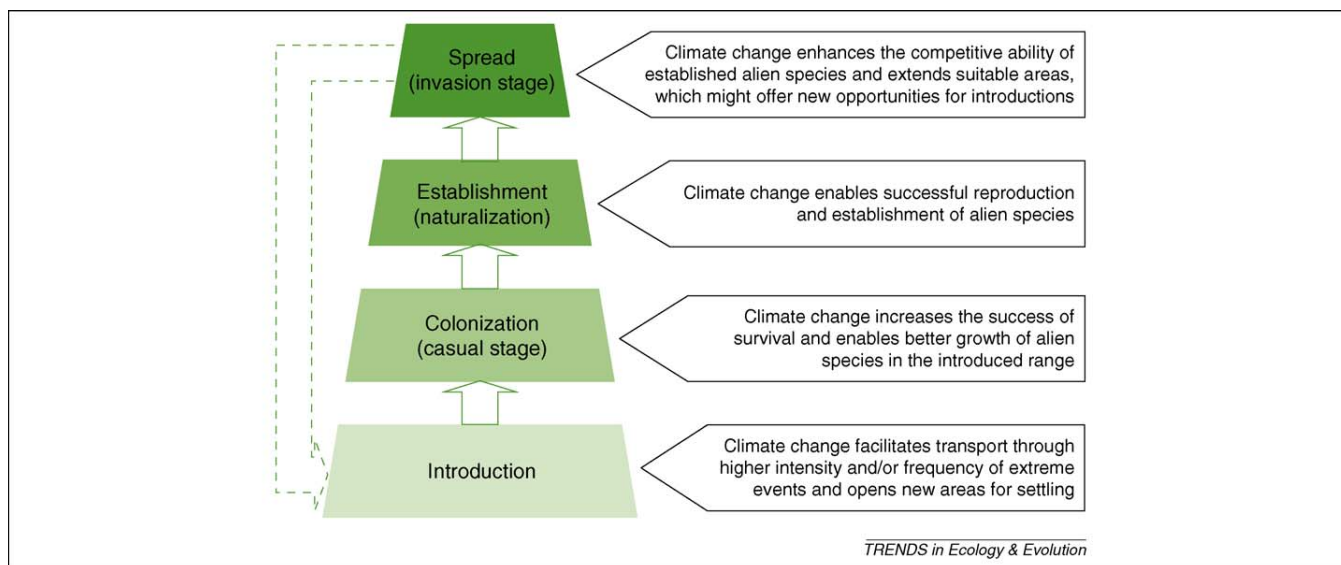 Spread
(invasion stage)
Climate change enhances the competitive ability of
established alien species and extends suitable areas,
which might offer new opportunities for introductions
Establishment
(naturalization)
Climate change enables successful reproduction
and establishment of alien species
Colonization
(casual stage)
Climate change increases the success of
survival and enables better growth of alien
species in the introduced range
Introduction
Climate change facilitates transport through
higher intensity and/or frequency of extreme
events and opens new areas for settling
TRENDS in Ecology & Evolution